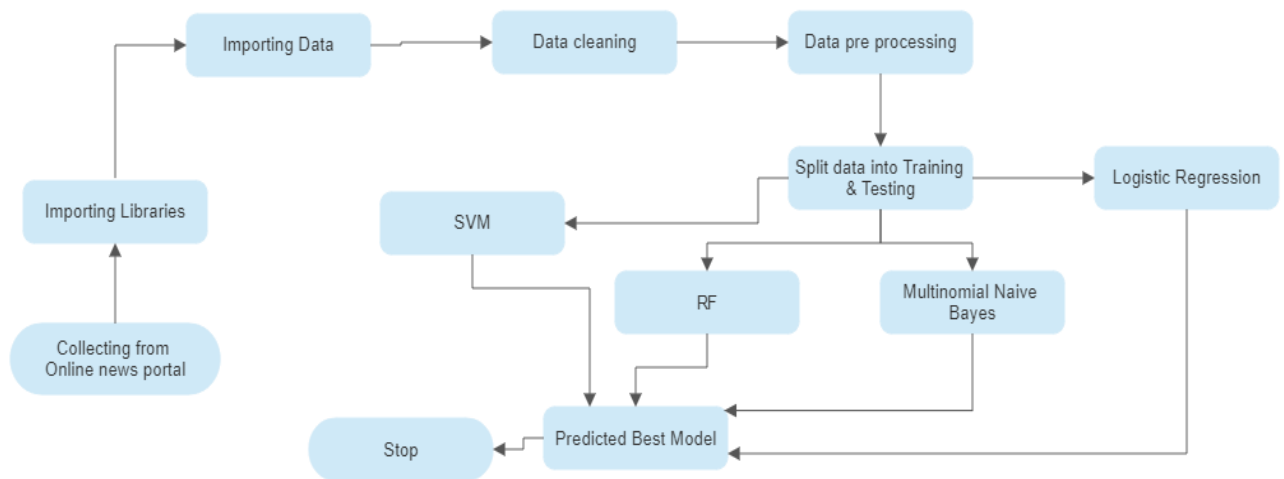 Importing Data
Data cleaning
Data pre processing
Split data into Training
& Testing
Logistic Regression
Importing Libraries
SVM
RF
Multinomial Naive
Bayes
Collecting from
Online news portal
Predicted Best Model
Stop